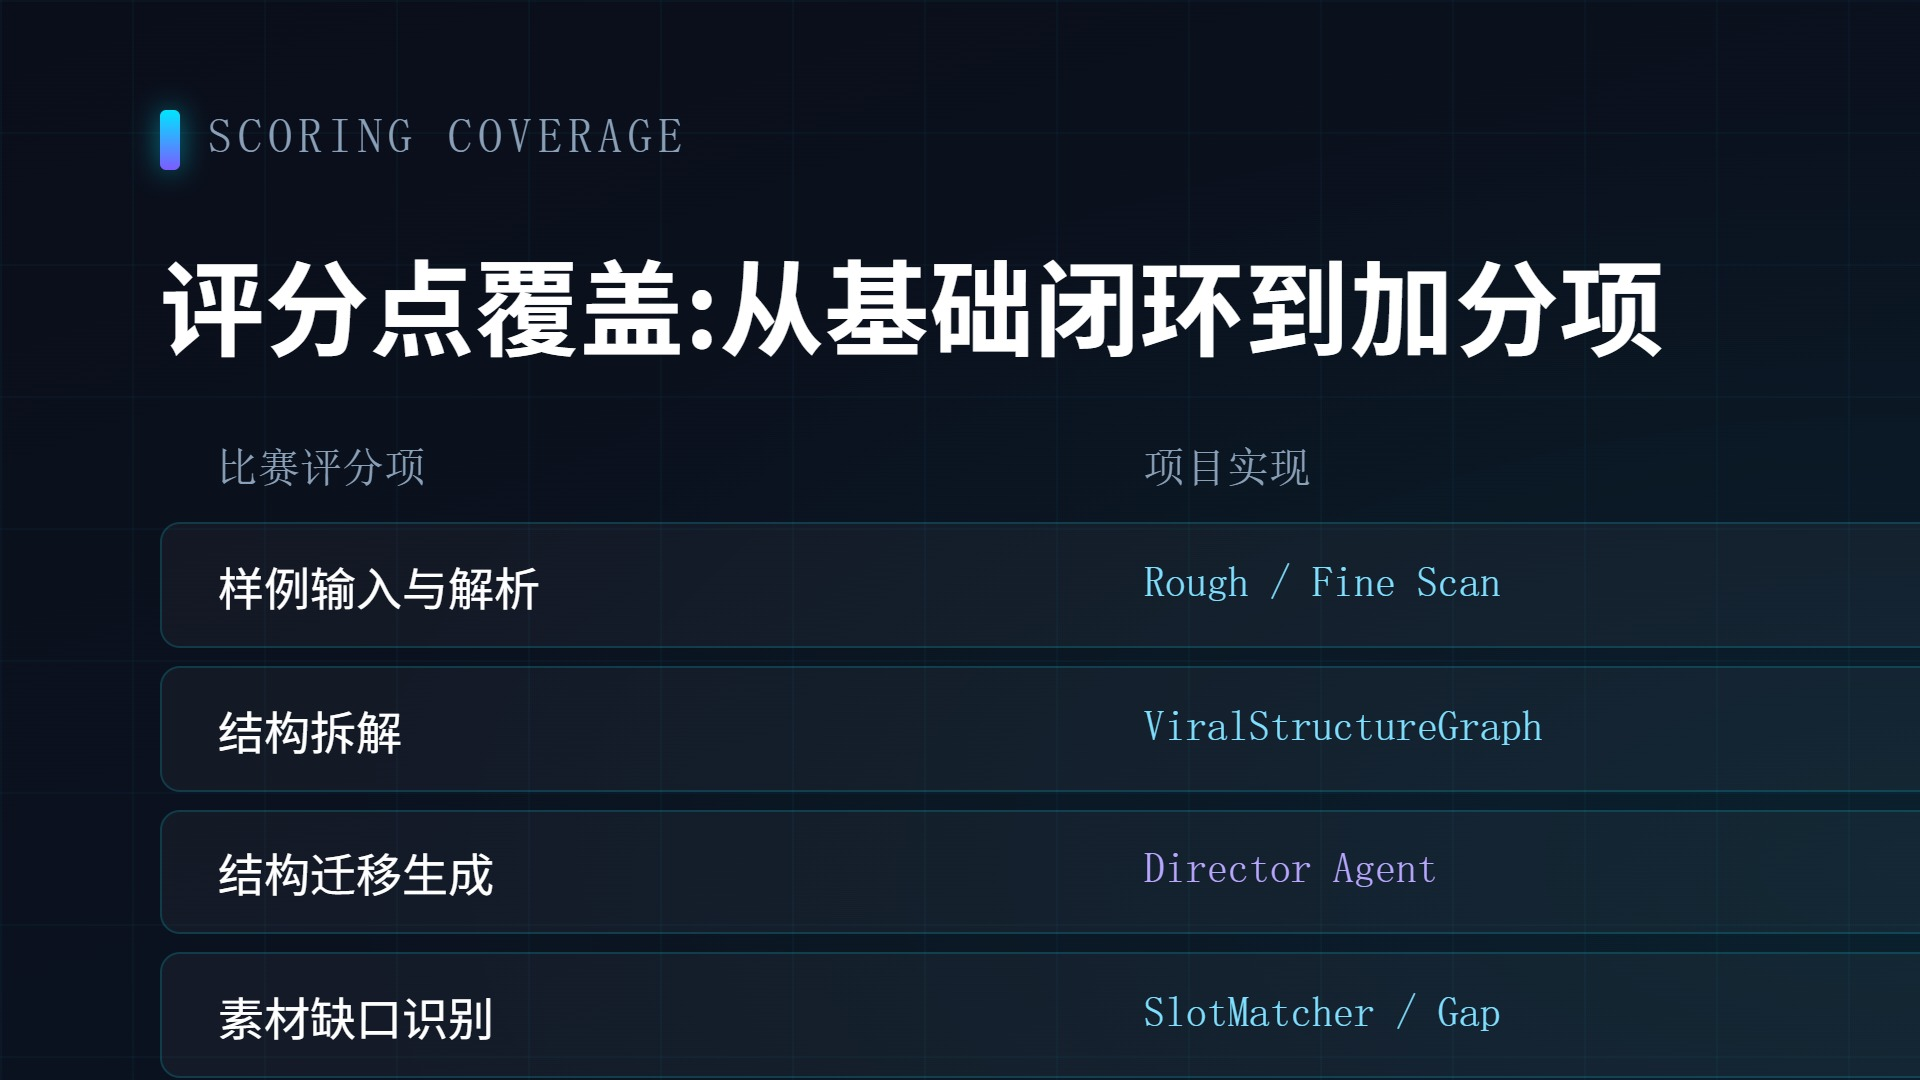 SCORING COVERAGE
评分点覆盖:从基础闭环到加分项
比赛评分项 项目实现
样例输入与解析 Rough / Fine Scan
结构拆解 ViralStructureGraph
结构迁移生成 Director Agent
素材缺口识别 SlotMatcher / Gap